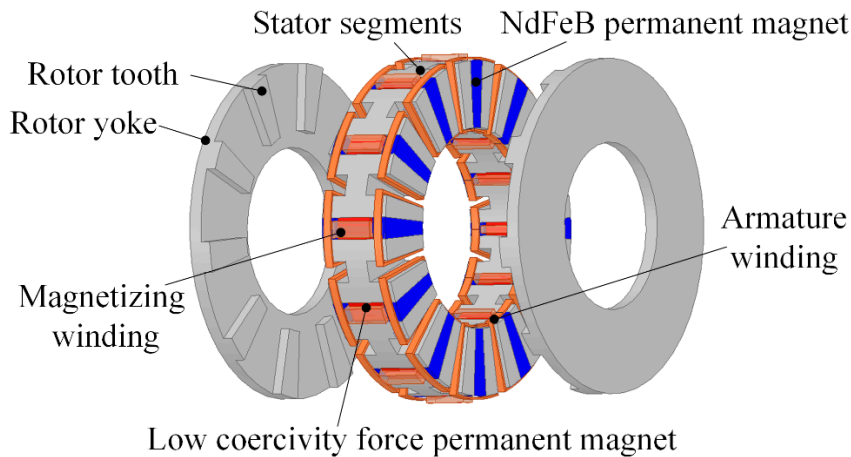 Stator segments
NdFeB permanent magnet
Rotor tooth
Rotor yoke
Armature
winding
Magnetizing
winding
Low coercivity force permanent magnet